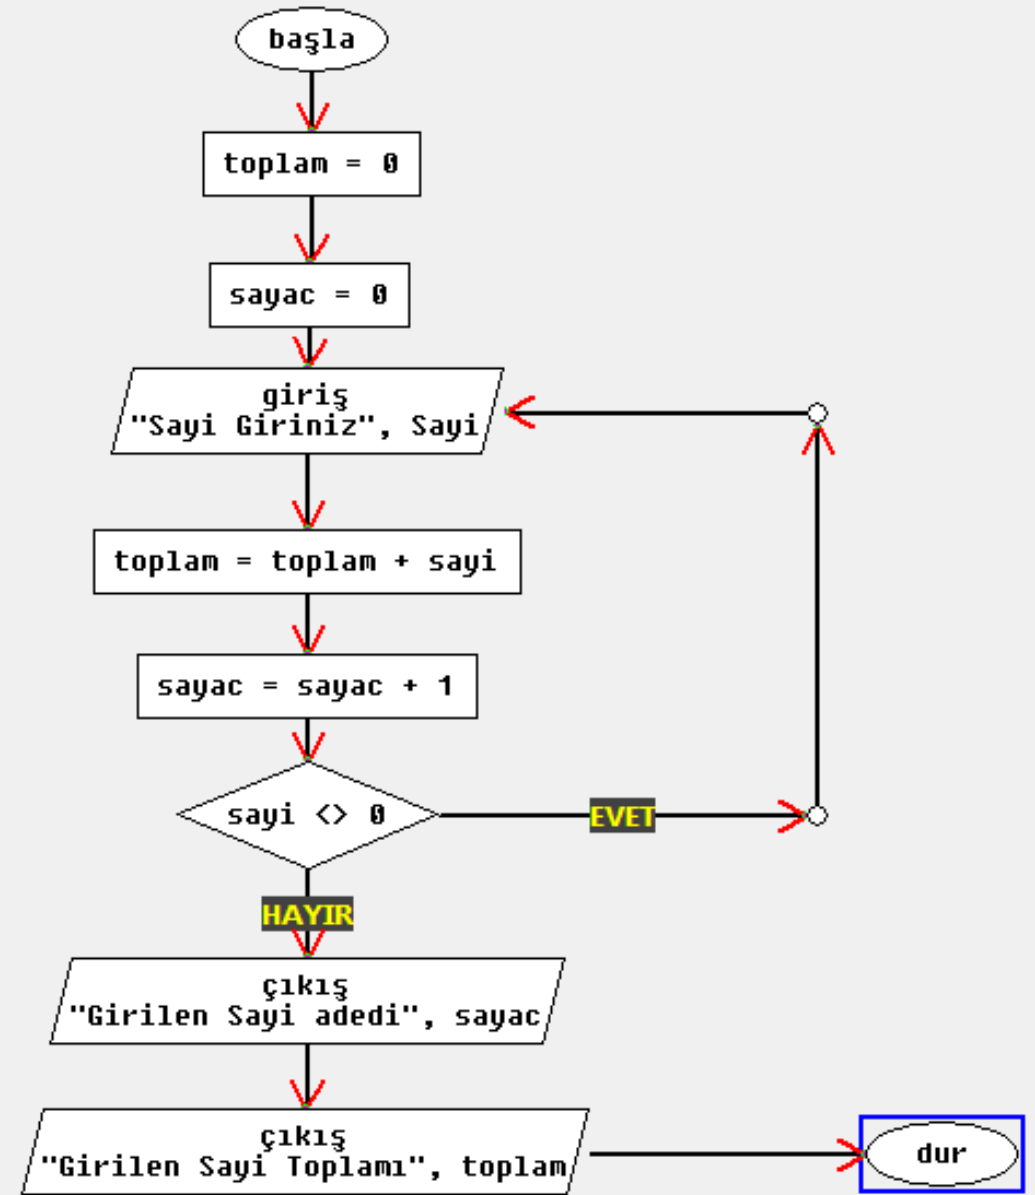 başla
toplam = 0
sayac = 0
giriş
"Sayi Giriniz", Sayi
toplam = toplam + sayi
sayac = sayac + 1
sayi <> 0
EVET
HAYIR
çıkış
"Girilen Sayi adedi", sayac
çıkış
"Girilen Sayi Toplamı", toplam
dur